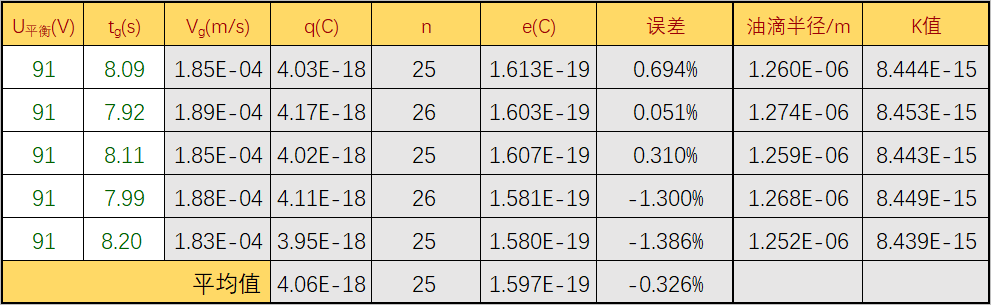 U平衡(V) tg(s) Vg(m/s) q(C) n e(C) 误差 油滴半径/m K值
91 8.09 1.85E-04 4.03E-18 25 1.613E-19 0.694% 1.260E-06 8.444E-15
91 7.92 1.89E-04 4.17E-18 26 1.603E-19 0.051% 1.274E-06 8.453E-15
91 8.11 1.85E-04 4.02E-18 25 1.607E-19 0.310% 1.259E-06 8.443E-15
91 7.99 1.88E-04 4.11E-18 26 1.581E-19 -1.300% 1.268E-06 8.449E-15
91 8.20 1.83E-04 3.95E-18 25 1.580E-19 -1.386% 1.252E-06 8.439E-15
平均值 4.06E-18 25 1.597E-19 -0.326%